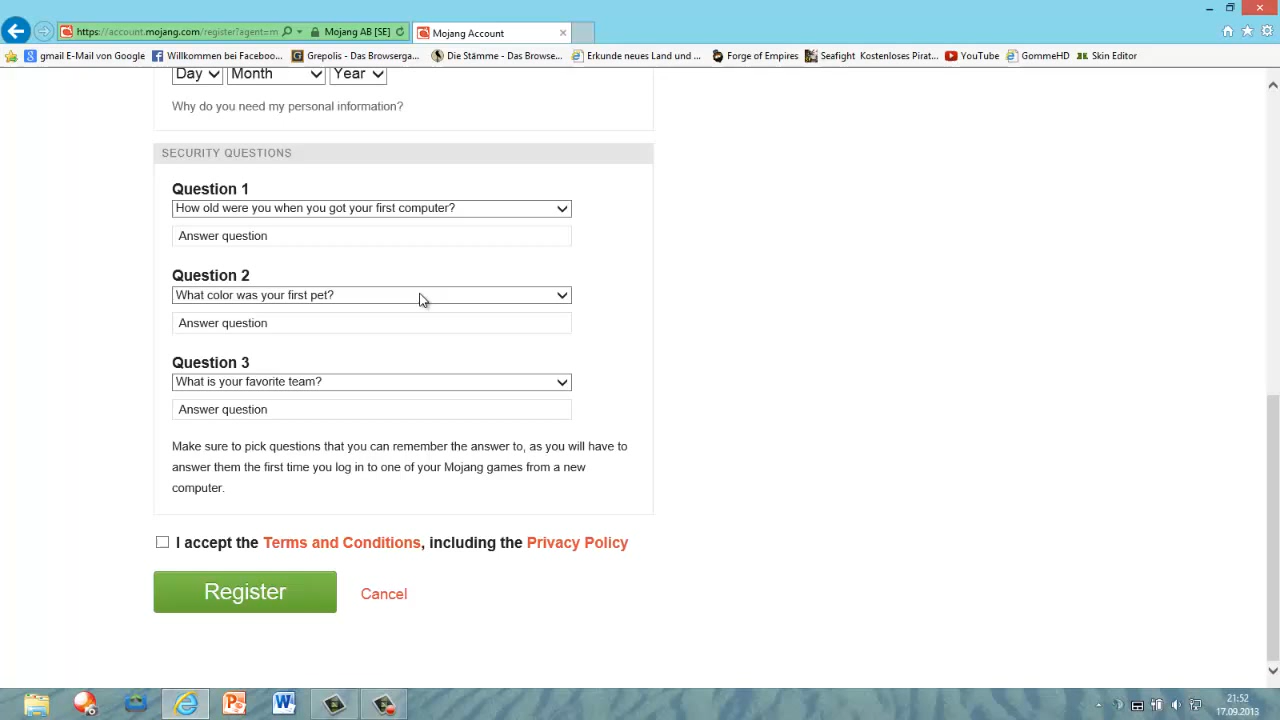 https://account.mojang.com/register?agent=m
Mojang AB [SE]
Mojang Account
gmail E-Mail von Google
Willkommen bei Faceboo...
Grepolis - Das Browserga...
Die Stämme - Das Browse...
Erkunde neues Land und ...
Forge of Empires
Seafight Kostenloses Pirat...
YouTube
GommeHD
Skin Editor
Day Month Year
Why do you need my personal information?
SECURITY QUESTIONS
Question 1
How old were you when you got your first computer?
Answer question
Question 2
What color was your first pet?
Answer question
Question 3
What is your favorite team?
Answer question
Make sure to pick questions that you can remember the answer to, as you will have to
answer them the first time you log in to one of your Mojang games from a new
computer.
I accept the Terms and Conditions, including the Privacy Policy
Register Cancel
21:52
17.09.2013